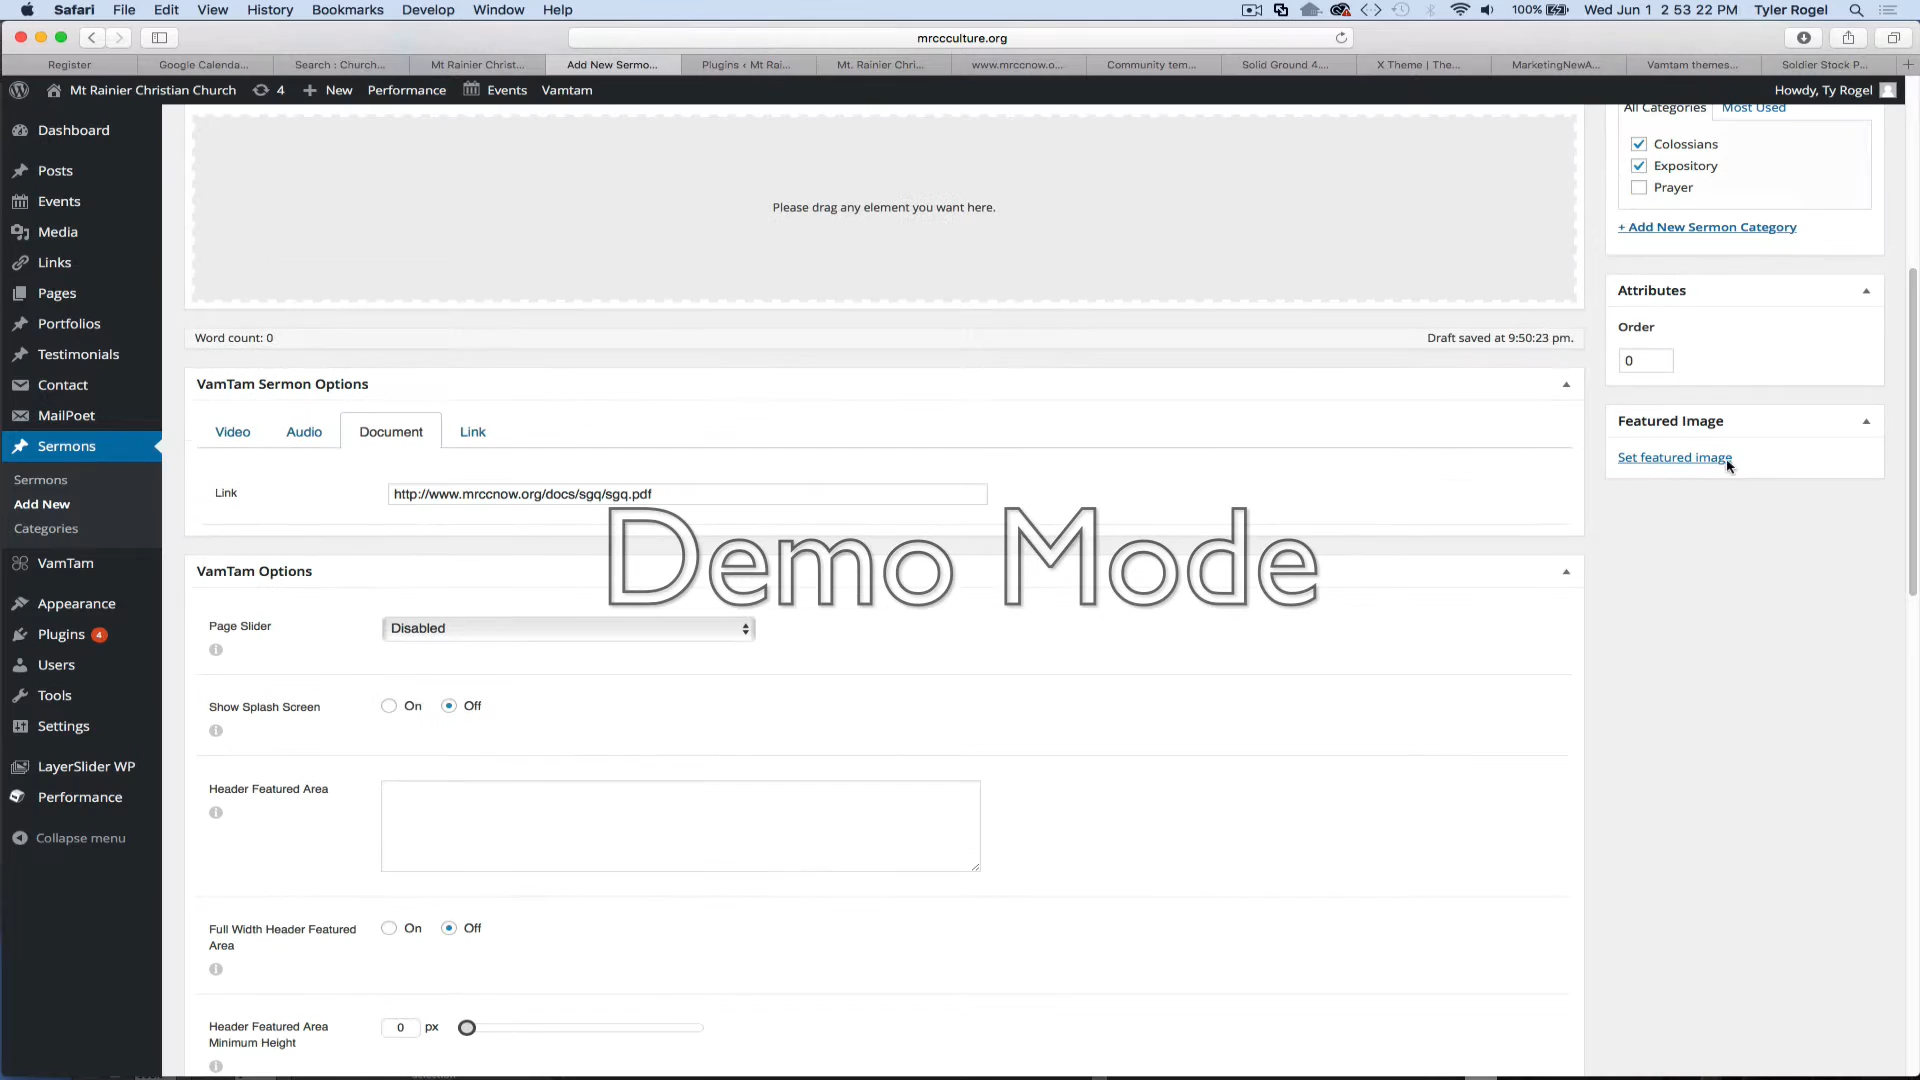 Safari File Edit View History Bookmarks Develop Window Help 100% Wed Jun 1 2 53 22 PM Tyler Rogel
mrccculture.org
Register Google Calenda... Search : Church... Mt Rainier Christ... Add New Sermo... Plugins ‹ Mt Rai... Mt. Rainier Chri... www.mrccnow.o... Community tem... Solid Ground 4.... X Theme | The... MarketingNewA... Vamtam themes... Soldier Stock P...
Mt Rainier Christian Church 4 New Performance Events Vamtam Howdy, Ty Rogel
Dashboard
Posts
Events
Media
Links
Pages
Portfolios
Testimonials
Contact
MailPoet
Sermons
Sermons
Add New
Categories
VamTam
Appearance
Plugins 4
Users
Tools
Settings
LayerSlider WP
Performance
Collapse menu
Please drag any element you want here.
Word count: 0 Draft saved at 9:50:23 pm.
VamTam Sermon Options
Video Audio Document Link
Link http://www.mrccnow.org/docs/sgq/sgq.pdf
Demo Mode
VamTam Options
Page Slider Disabled
Show Splash Screen On Off
Header Featured Area
Full Width Header Featured
Area
On Off
Header Featured Area
Minimum Height
0 px
All Categories Most Used
Colossians
Expository
Prayer
+ Add New Sermon Category
Attributes
Order
0
Featured Image
Set featured image